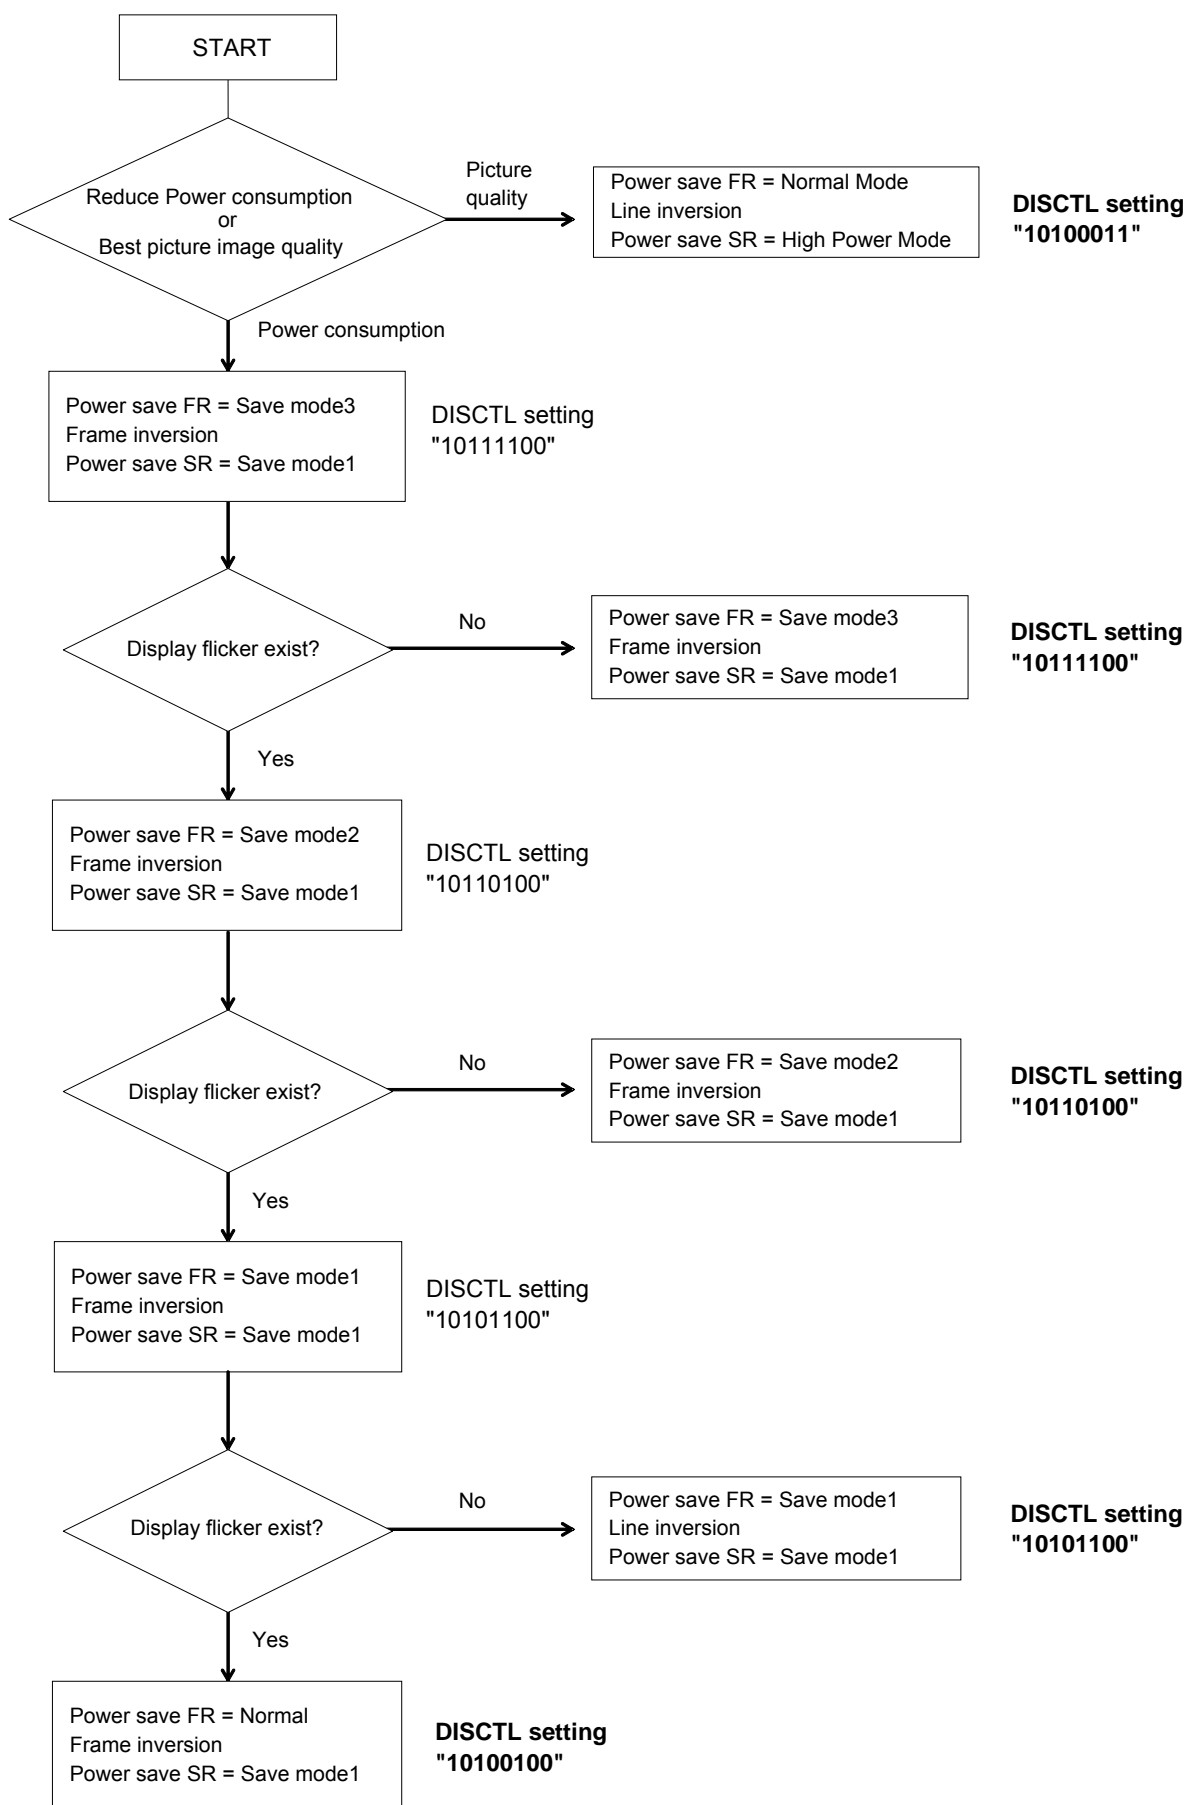 START
Reduce Power consumption
or
Best picture image quality
Picture
quality
Power save FR = Normal Mode
Line inversion
Power save SR = High Power Mode
DISCTL setting
"10100011"
Power consumption
Power save FR = Save mode3
Frame inversion
Power save SR = Save mode1
DISCTL setting
"10111100"
Display flicker exist?
No
Power save FR = Save mode3
Frame inversion
Power save SR = Save mode1
DISCTL setting
"10111100"
Yes
Power save FR = Save mode2
Frame inversion
Power save SR = Save mode1
DISCTL setting
"10110100"
Display flicker exist?
No
Power save FR = Save mode2
Frame inversion
Power save SR = Save mode1
DISCTL setting
"10110100"
Yes
Power save FR = Save mode1
Frame inversion
Power save SR = Save mode1
DISCTL setting
"10101100"
Display flicker exist?
No
Power save FR = Save mode1
Line inversion
Power save SR = Save mode1
DISCTL setting
"10101100"
Yes
Power save FR = Normal
Frame inversion
Power save SR = Save mode1
DISCTL setting
"10100100"